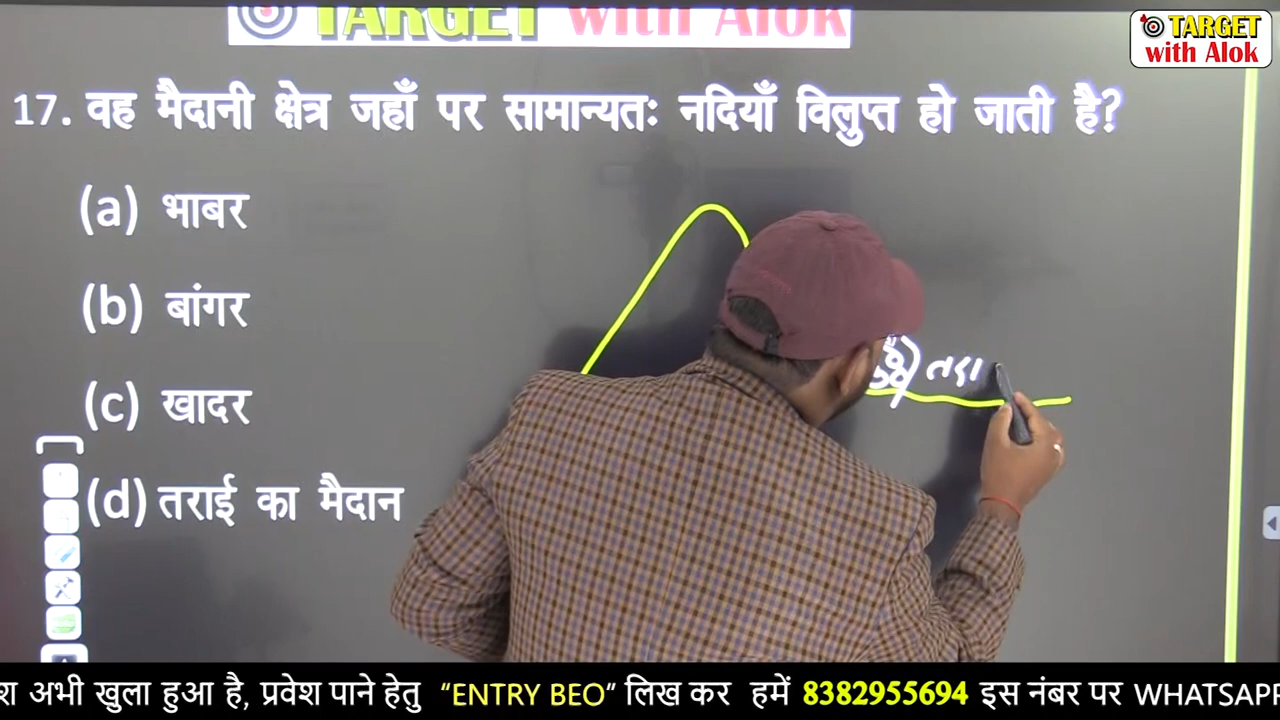 TARGET with Alok
TARGET
with Alok
17. वह मैदानी क्षेत्र जहाँ पर सामान्यतः नदियाँ विलुप्त हो जाती है?
(a) भाबर
(b) बांगर
(c) खादर
(d) तराई का मैदान
तरा
श अभी खुला हुआ है, प्रवेश पाने हेतु “ENTRY BEO” लिख कर हमें 8382955694 इस नंबर पर WHATSAPP